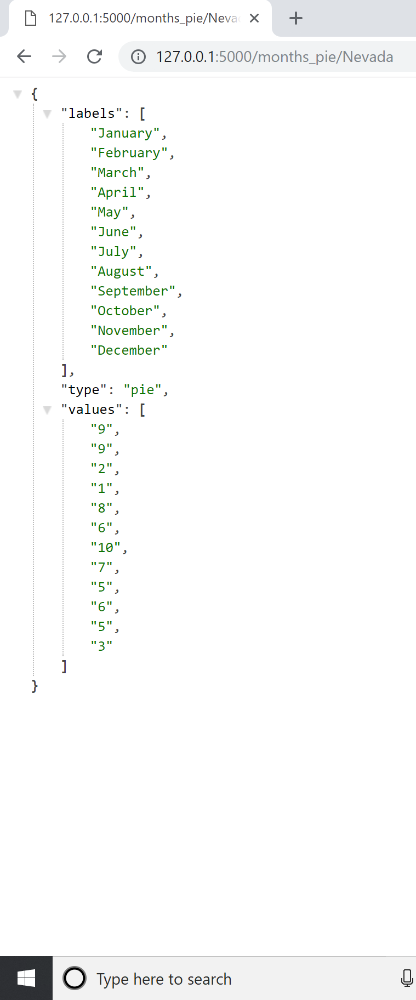 127.0.0.1:5000/months_pie/Neva
127.0.0.1:5000/months_pie/Nevada
{
"labels": [
"January",
"February",
"March",
"April",
"May",
"June",
"July",
"August",
"September",
"October",
"November",
"December"
],
"type": "pie",
"values": [
"9",
"9",
"2",
"1",
"8",
"6",
"10",
"7",
"5",
"6",
"5",
"3"
]
}
Type here to search